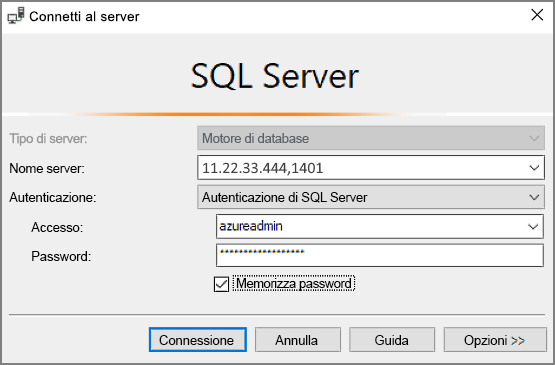 Connetti al server
SQL Server
Tipo di server: Motore di database
Nome server: 11.22.33.444,1401
Autenticazione: Autenticazione di SQL Server
Accesso: azureadmin
Password: ******************
Memorizza password
Connessione Annulla Guida Opzioni >>